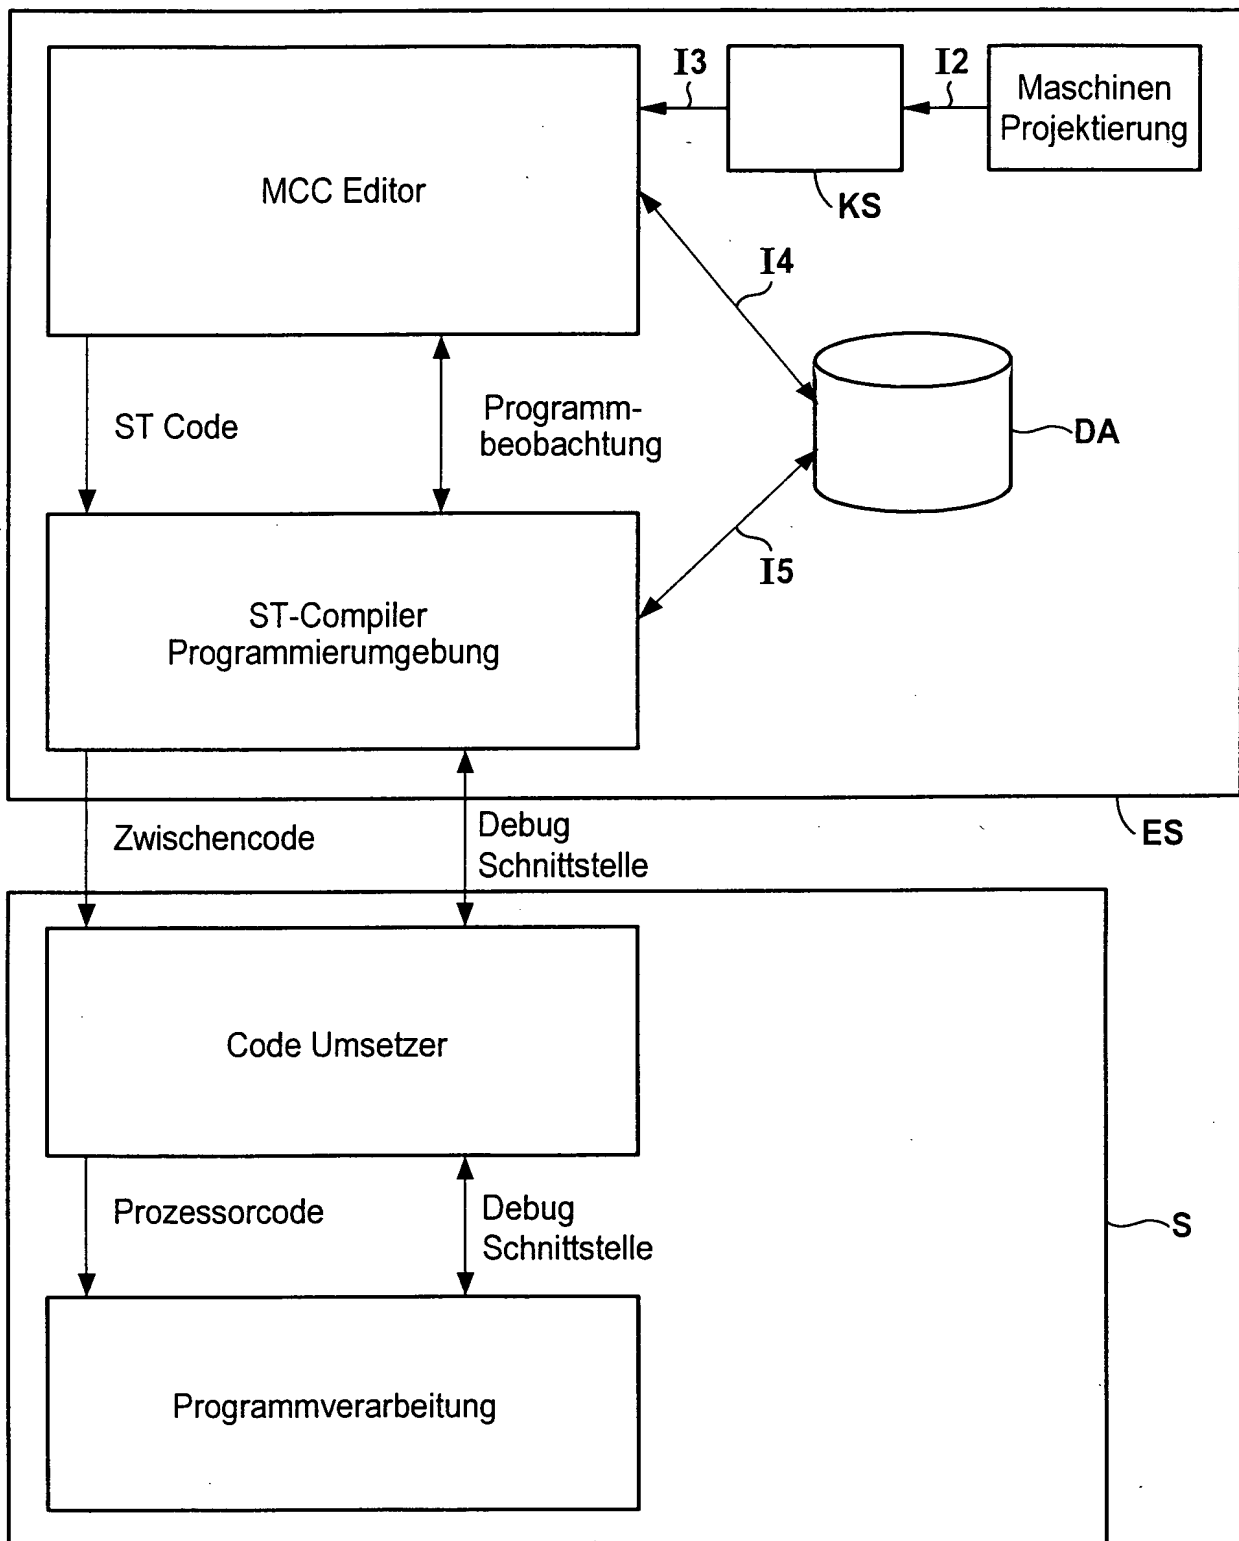 I3
I2
Maschinen
Projektierung
MCC Editor
KS
I4
ST Code
Programm-
beobachtung
DA
I5
ST-Compiler
Programmierumgebung
Zwischencode
Debug
Schnittstelle
ES
Code Umsetzer
Prozessorcode
Debug
Schnittstelle
S
Programmverarbeitung